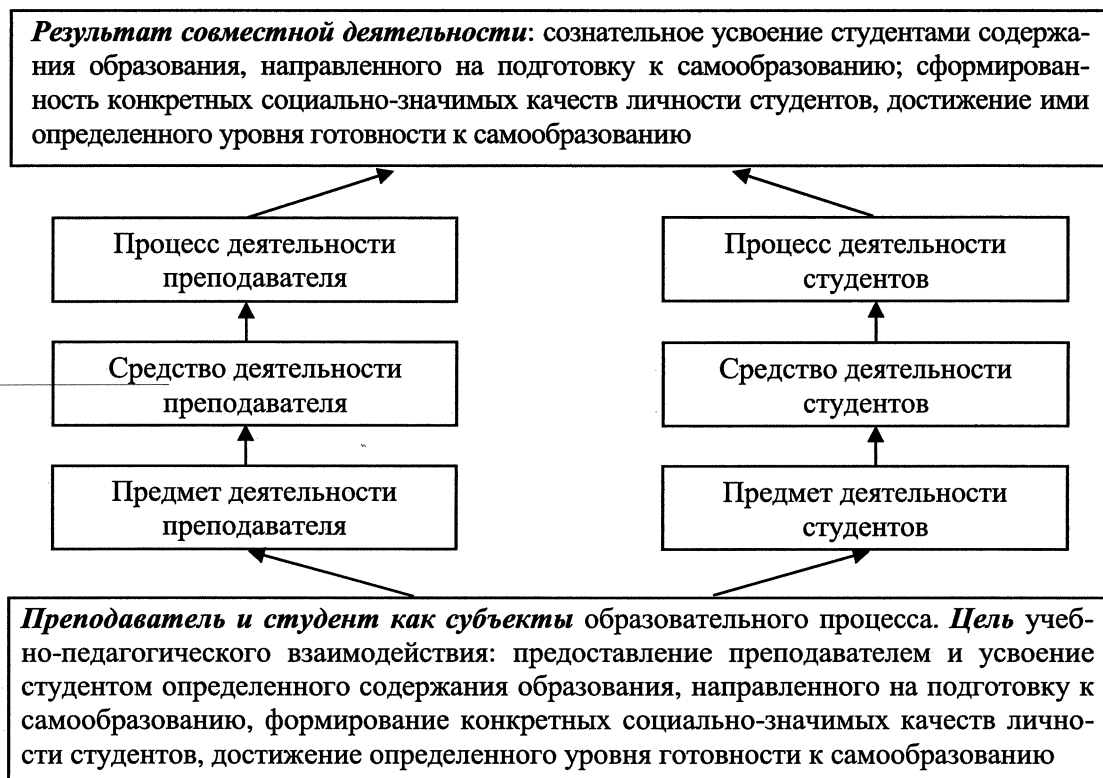 Результат совместной деятельности: сознательное усвоение студентами содержа-
ния образования, направленного на подготовку к самообразованию; сформирован-
ность конкретных социально-значимых качеств личности студентов, достижение ими
определенного уровня готовности к самообразованию
Процесс деятельности
преподавателя
Процесс деятельности
студентов
Средство деятельности
преподавателя
Средство деятельности
студентов
Предмет деятельности
преподавателя
Предмет деятельности
студентов
Преподаватель и студент как субъекты образовательного процесса. Цель учеб-
но-педагогического взаимодействия: предоставление преподавателем и усвоение
студентом определенного содержания образования, направленного на подготовку к
самообразованию, формирование конкретных социально-значимых качеств лично-
сти студентов, достижение определенного уровня готовности к самообразованию